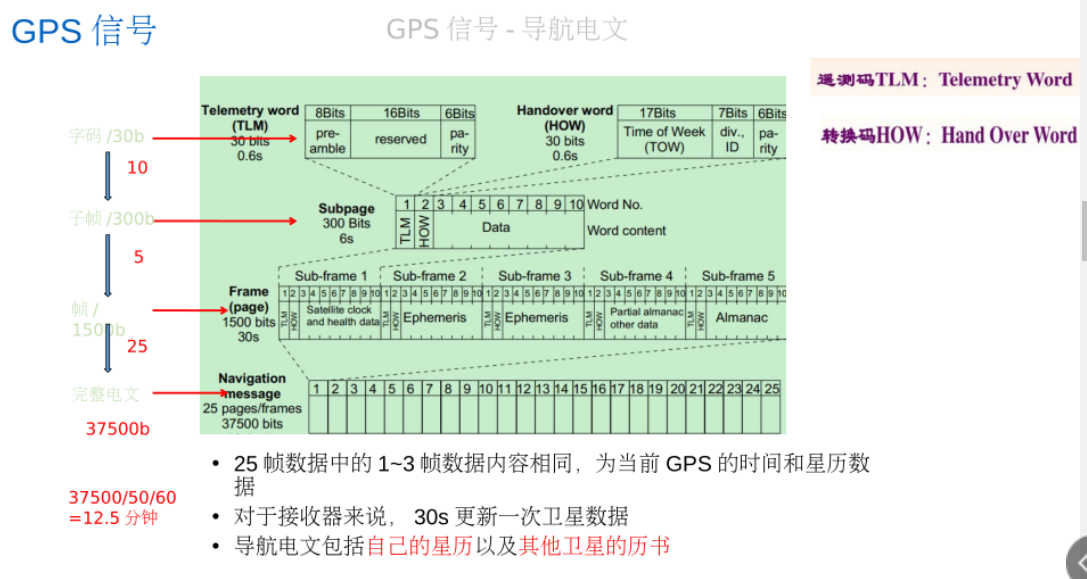 GPS 信号
GPS 信号 - 导航电文
遥测码TLM：Telemetry Word
转换码HOW：Hand Over Word
字码 /30b
10
子帧 /300b
5
帧 /
1500b
25
完整电文
37500b
37500/50/60
=12.5 分钟
Telemetry word
(TLM)
30 bits
0.6s
8Bits 16Bits 6Bits
pre-
amble
reserved
pa-
rity
Handover word
(HOW)
30 bits
0.6s
17Bits 7Bits 6Bits
Time of Week
(TOW)
div.,
ID
pa-
rity
Subpage
300 Bits
6s
1 2 3 4 5 6 7 8 9 10 Word No.
TLM HOW Data Word content
Sub-frame 1 Sub-frame 2 Sub-frame 3 Sub-frame 4 Sub-frame 5
Frame
(page)
1500 bits
30s
1 2 3 4 5 6 7 8 9 10 1 2 3 4 5 6 7 8 9 10 1 2 3 4 5 6 7 8 9 10 1 2 3 4 5 6 7 8 9 10 1 2 3 4 5 6 7 8 9 10
TLM HOW Satellite clock
and health data
TLM HOW Ephemeris
TLM HOW Ephemeris
TLM HOW Partial almanac
other data
TLM HOW Almanac
Navigation
message
25 pages/frames
37500 bits
1 2 3 4 5 6 7 8 9 10 11 12 13 14 15 16 17 18 19 20 21 22 23 24 25
• 25 帧数据中的 1~3 帧数据内容相同，为当前 GPS 的时间和星历数
据
• 对于接收器来说， 30s 更新一次卫星数据
• 导航电文包括自己的星历以及其他卫星的历书